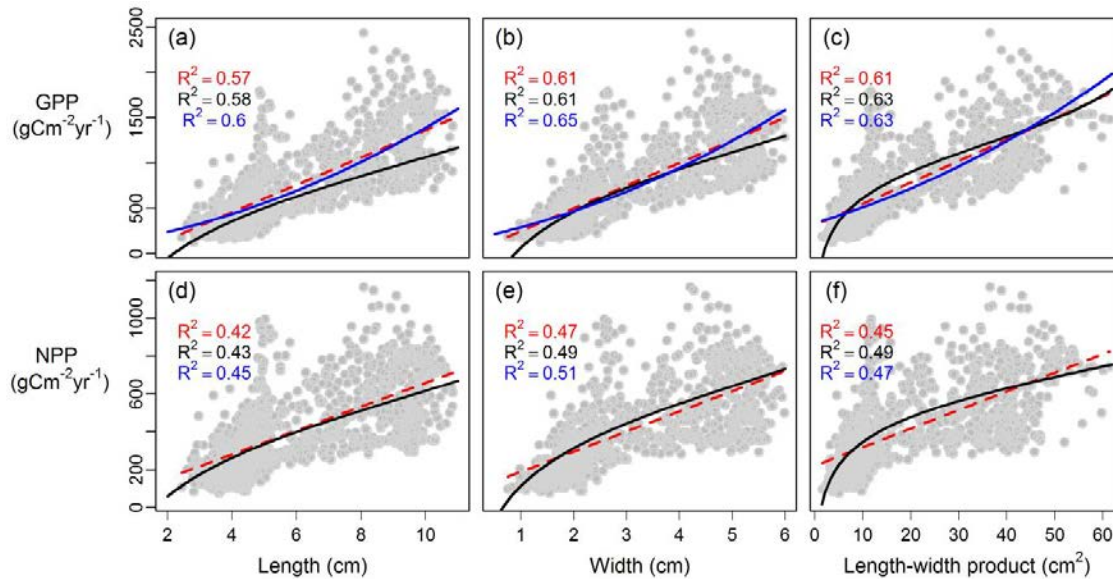 (a)
(b)
(c)
R² = 0.57
R² = 0.58
R² = 0.6
R² = 0.61
R² = 0.61
R² = 0.65
R² = 0.61
R² = 0.63
R² = 0.63
GPP
(gCm⁻²yr⁻¹)
2500
1500
500
0
(d)
(e)
(f)
R² = 0.42
R² = 0.43
R² = 0.45
R² = 0.47
R² = 0.49
R² = 0.51
R² = 0.45
R² = 0.49
R² = 0.47
NPP
(gCm⁻²yr⁻¹)
1000
600
200
0
2 4 6 8 10
1 2 3 4 5 6
0 10 20 30 40 50 60
Length (cm)
Width (cm)
Length-width product (cm²)